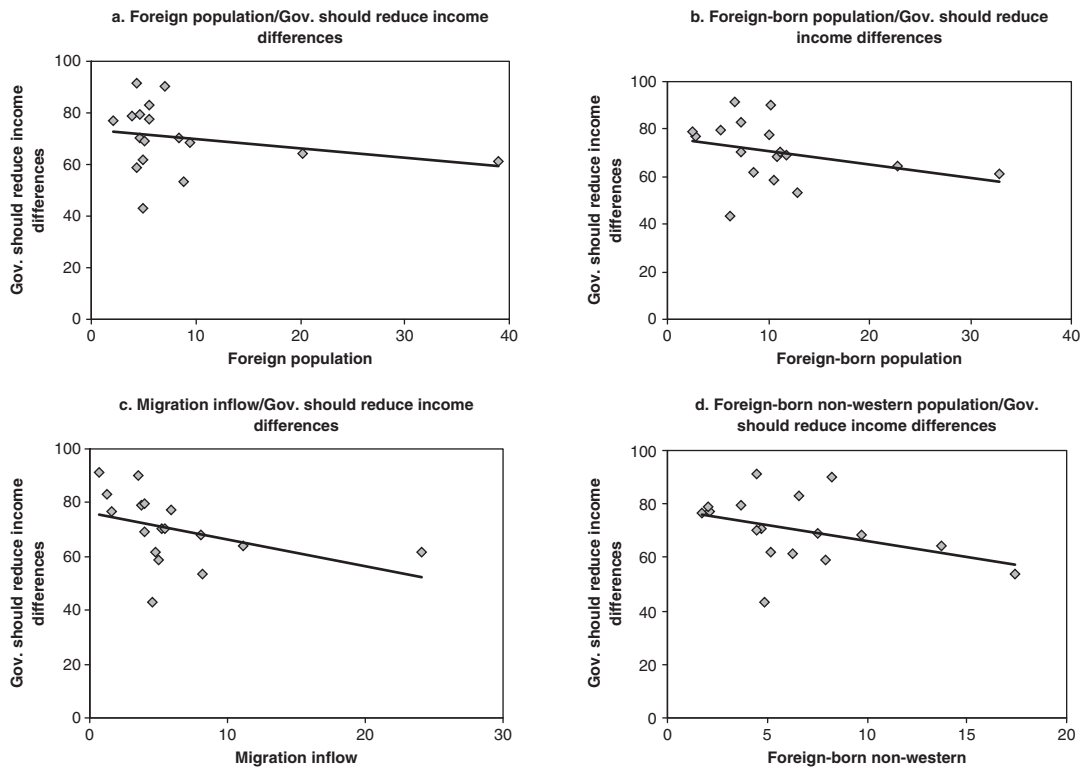 a. Foreign population/Gov. should reduce income
differences
Gov. should reduce income
differences
100
80
60
40
20
0
0 10 20 30 40
Foreign population
b. Foreign-born population/Gov. should reduce
income differences
Gov. should reduce income
differences
100
80
60
40
20
0
0 10 20 30 40
Foreign-born population
c. Migration inflow/Gov. should reduce income
differences
Gov. should reduce income
differences
100
80
60
40
20
0
0 10 20 30
Migration inflow
d. Foreign-born non-western population/Gov.
should reduce income differences
Gov. should reduce income
differences
100
80
60
40
20
0
0 5 10 15 20
Foreign-born non-western